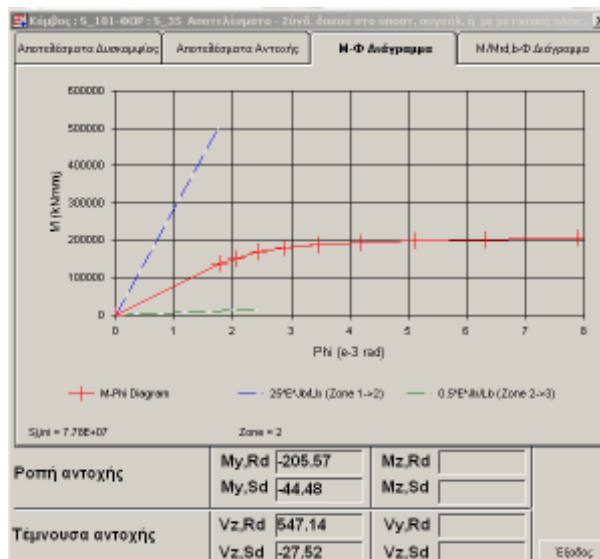 Κόμβος : S_101-ΦΟΡ : S_35 Αποτελέσματα - Σύνδ. δοκού στο υποστ. συγκόλ. ή με μετωπική πλάκ...
Αποτελέσματα Δυσκαμψίας
Αποτελέσματα Αντοχής
Μ-Φ Διάγραμμα
M/Mrd,b-Φ Διάγραμμα
600000
500000
400000
300000
200000
100000
0
M (kNmm)
0 1 2 3 4 5 6 7 8
Phi (e-3 rad)
M-Phi Diagram
25*E*Jb/Lb (Zone 1->2)
0.5*E*Jb/Lb (Zone 2->3)
Sj,ini = 7.78E+07
Zone = 2
Ροπή αντοχής
My,Rd -205.57 Mz,Rd
My,Sd -44.48 Mz,Sd
Τέμνουσα αντοχής
Vz,Rd 547.14 Vy,Rd
Vz,Sd -27.52 Vz,Sd
Έξοδος